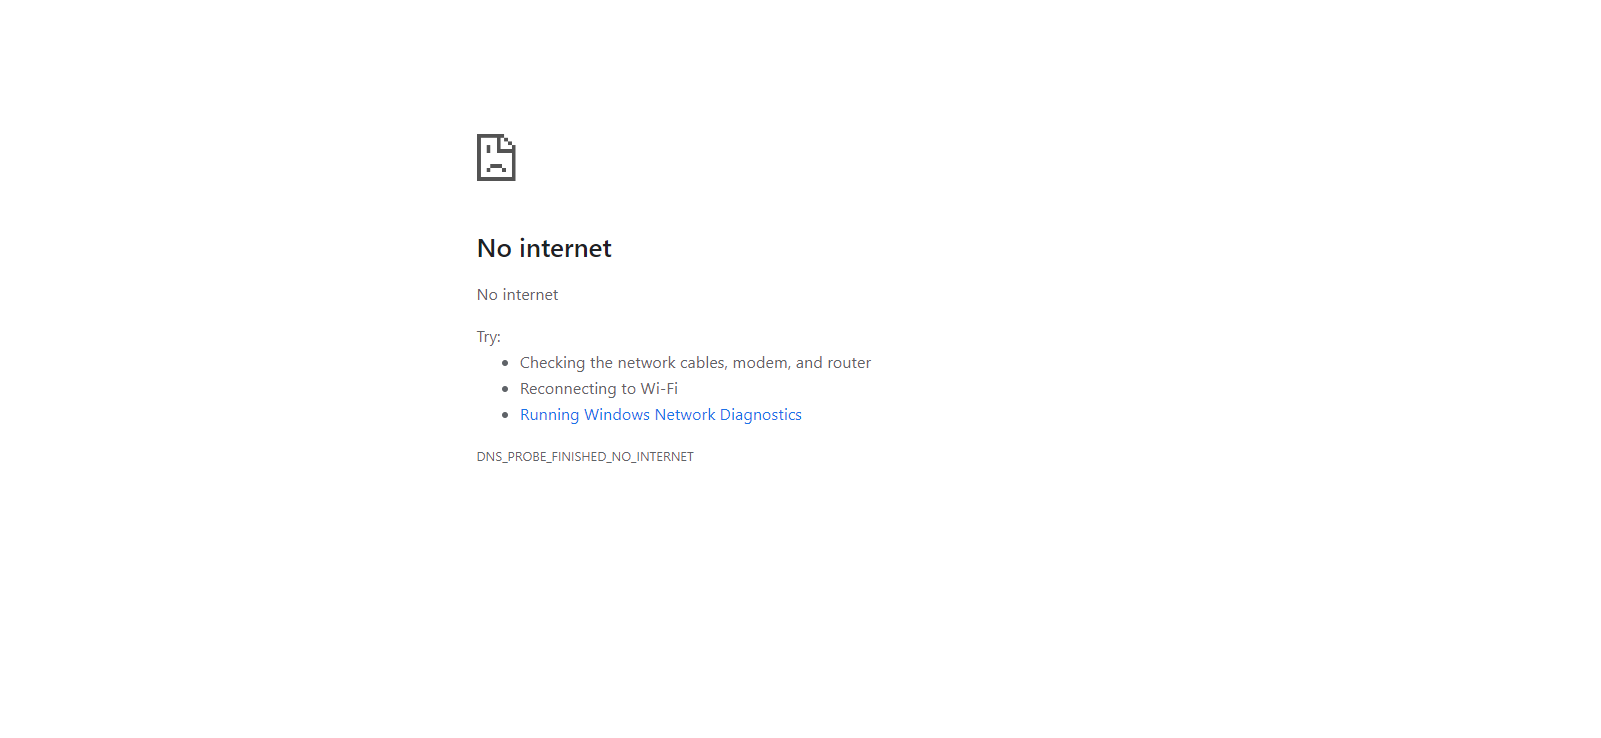 No internet
No internet
Try:
Checking the network cables, modem, and router
Reconnecting to Wi-Fi
Running Windows Network Diagnostics
DNS_PROBE_FINISHED_NO_INTERNET